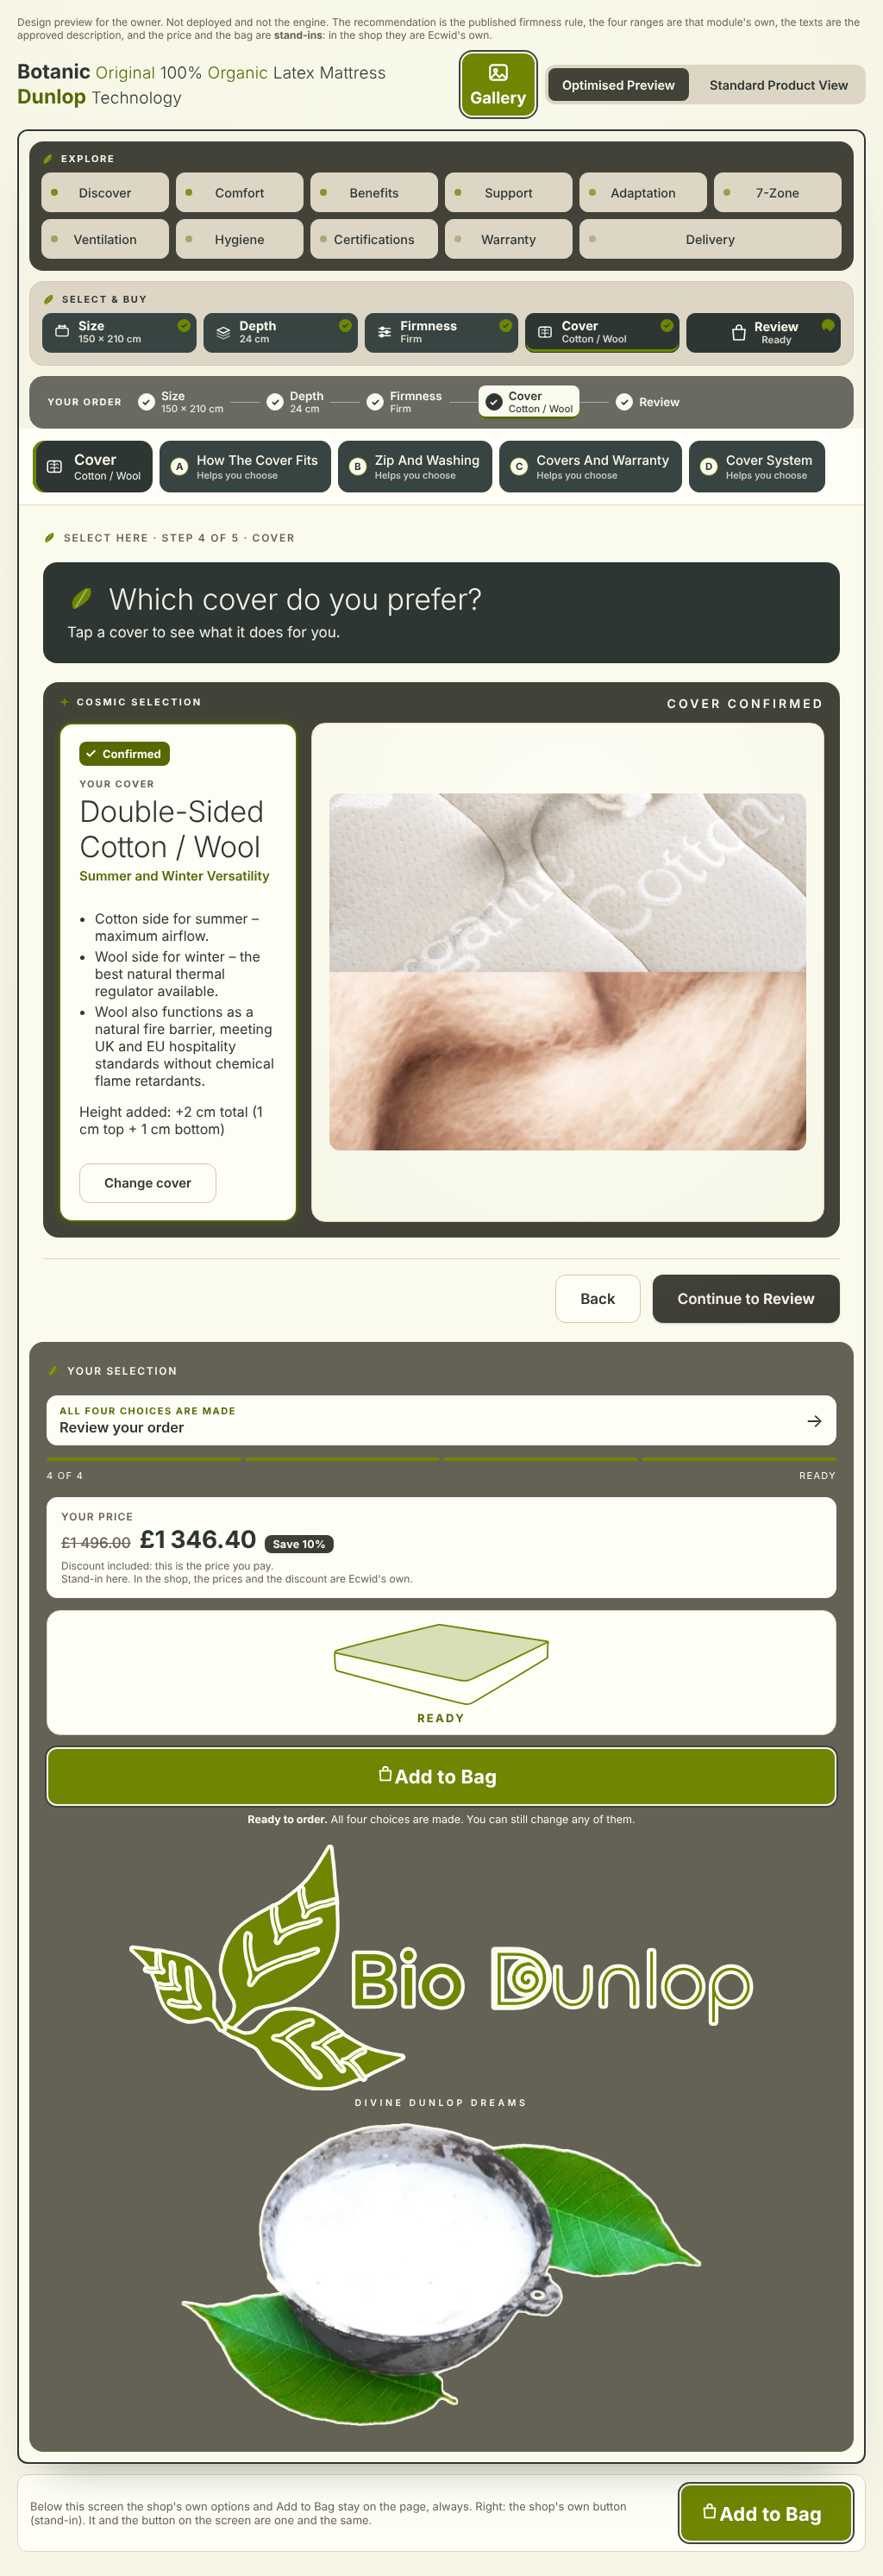 Design preview for the owner. Not deployed and not the engine. The recommendation is the published firmness rule, the four ranges are that module's own, the texts are the
approved description, and the price and the bag are stand-ins: in the shop they are Ecwid's own.
Botanic Original 100% Organic Latex Mattress
Dunlop Technology
Gallery
Optimised Preview
Standard Product View
EXPLORE
Discover
Comfort
Benefits
Support
Adaptation
7-Zone
Ventilation
Hygiene
Certifications
Warranty
Delivery
SELECT & BUY
Size
150 × 210 cm
Depth
24 cm
Firmness
Firm
Cover
Cotton / Wool
Review
Ready
YOUR ORDER
Size
150 × 210 cm
Depth
24 cm
Firmness
Firm
Cover
Cotton / Wool
Review
Cover
Cotton / Wool
A
How The Cover Fits
Helps you choose
B
Zip And Washing
Helps you choose
C
Covers And Warranty
Helps you choose
D
Cover System
Helps you choose
SELECT HERE · STEP 4 OF 5 · COVER
Which cover do you prefer?
Tap a cover to see what it does for you.
COSMIC SELECTION
COVER CONFIRMED
Confirmed
YOUR COVER
Double-Sided
Cotton / Wool
Summer and Winter Versatility
• Cotton side for summer –
maximum airflow.
• Wool side for winter – the
best natural thermal
regulator available.
• Wool also functions as a
natural fire barrier, meeting
UK and EU hospitality
standards without chemical
flame retardants.
Height added: +2 cm total (1
cm top + 1 cm bottom)
Change cover
Cotton
Back
Continue to Review
YOUR SELECTION
ALL FOUR CHOICES ARE MADE
Review your order
4 OF 4
READY
YOUR PRICE
£1 496.00 £1 346.40 Save 10%
Discount included: this is the price you pay.
Stand-in here. In the shop, the prices and the discount are Ecwid's own.
READY
Add to Bag
Ready to order. All four choices are made. You can still change any of them.
Bio Dunlop
DIVINE DUNLOP DREAMS
Below this screen the shop's own options and Add to Bag stay on the page, always. Right: the shop's own button
(stand-in). It and the button on the screen are one and the same.
Add to Bag